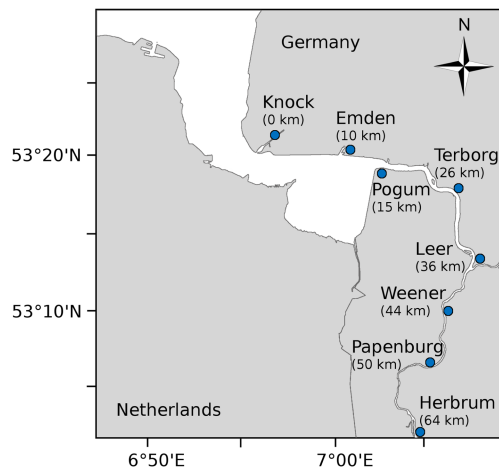 N
Germany
Knock
(0 km)
Emden
(10 km)
53°20'N
Terborg
(26 km)
Pogum
(15 km)
Leer
(36 km)
Weener
(44 km)
53°10'N
Papenburg
(50 km)
Herbrum
(64 km)
Netherlands
6°50'E
7°00'E